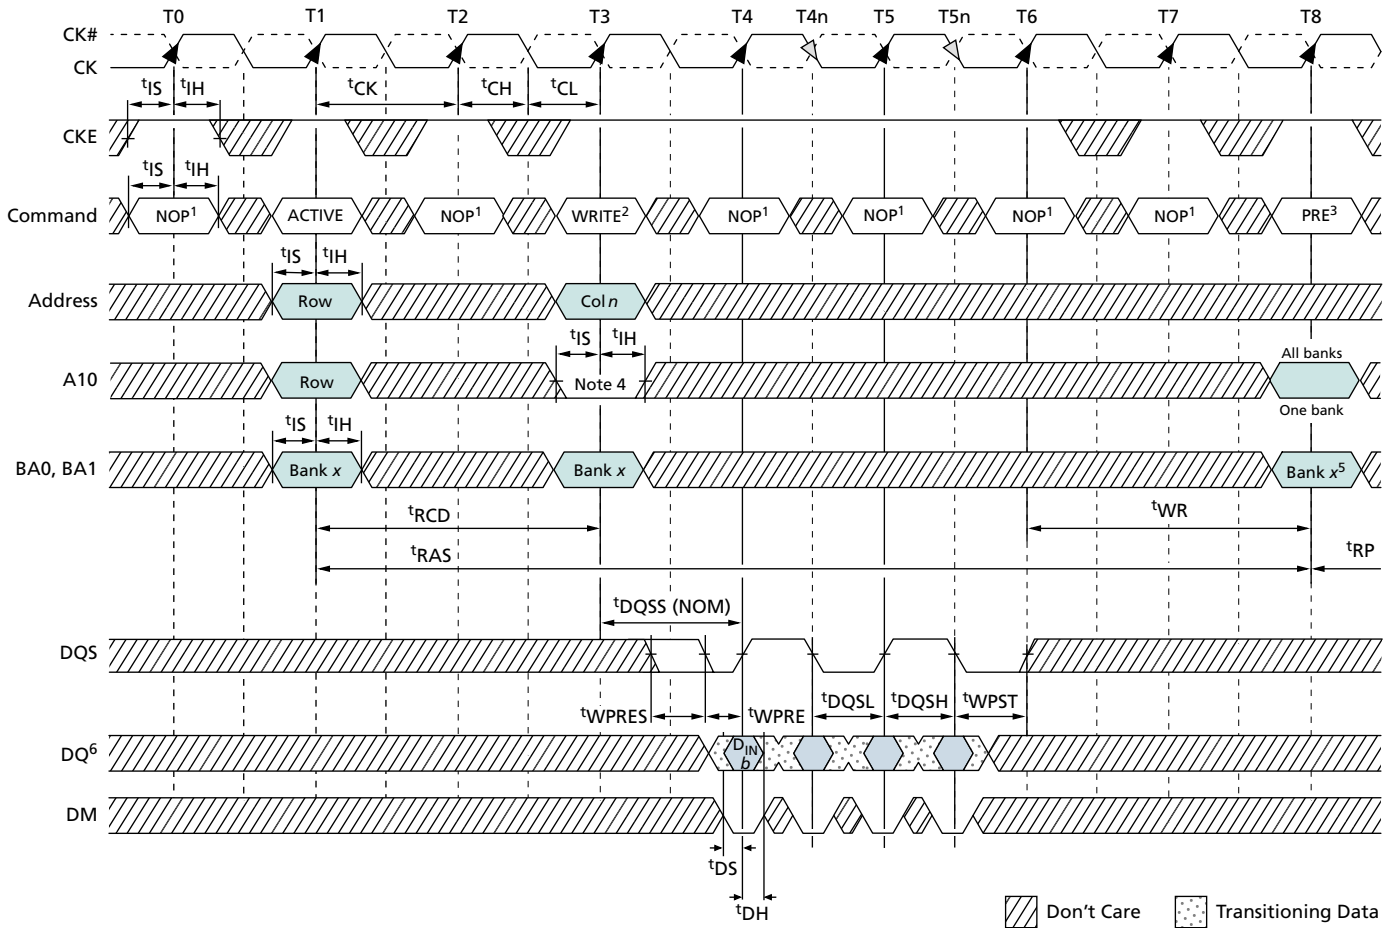 T0 T1 T2 T3 T4 T4n T5 T5n T6 T7 T8
CK#
CK
tIS tIH tCK tCH tCL
CKE
tIS tIH
Command NOP1 ACTIVE NOP1 WRITE2 NOP1 NOP1 NOP1 NOP1 PRE3
tIS tIH
Address Row Col n
tIS tIH
All banks
A10 Row Note 4
One bank
tIS tIH
BA0, BA1 Bank x Bank x Bank x5
tRCD tWR
tRAS tRP
tDQSS (NOM)
DQS
tWPRES tWPRE tDQSL tDQSH tWPST
DQ6 DIN
b
DM
tDS
tDH
Don't Care Transitioning Data